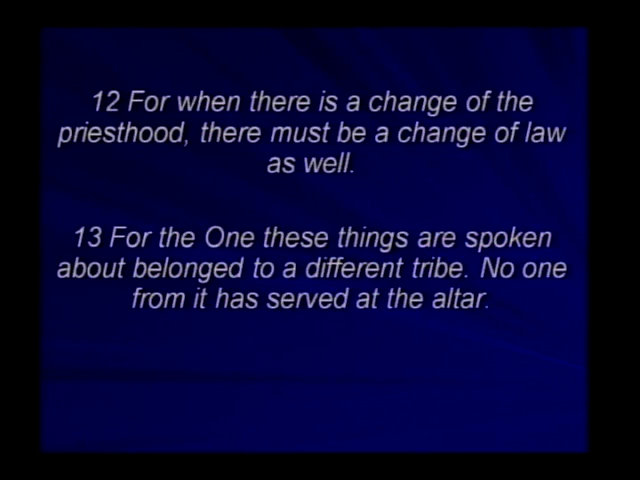 12 For when there is a change of the
priesthood, there must be a change of law
as well.
13 For the One these things are spoken
about belonged to a different tribe. No one
from it has served at the altar.